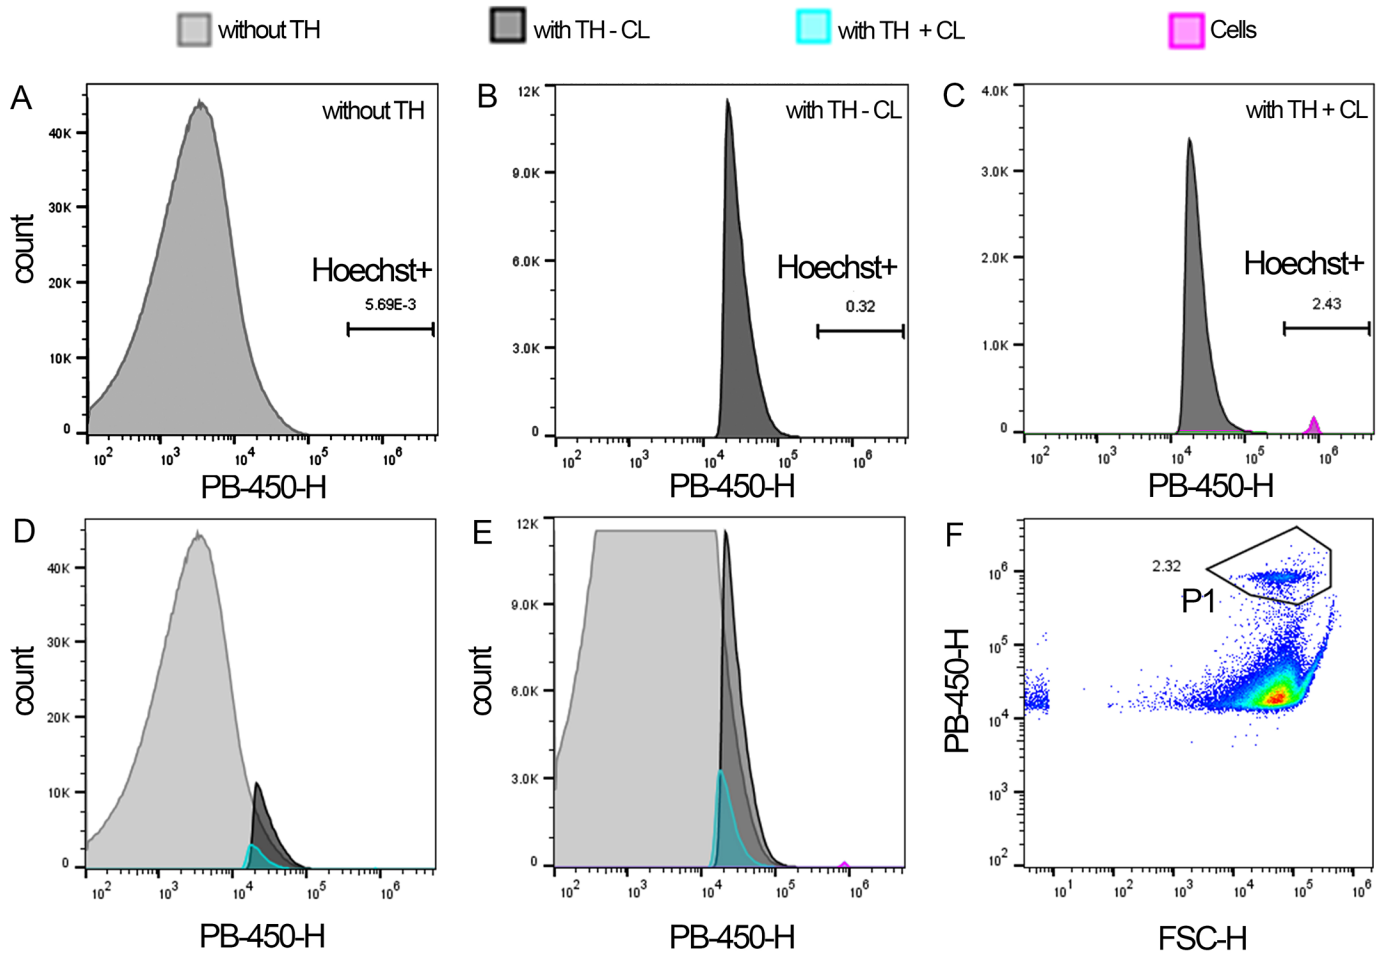 without TH with TH - CL with TH + CL Cells
A without TH
Hoechst+
5.69E-3
count
40K
30K
20K
10K
0
10² 10³ 10⁴ 10⁵ 10⁶
PB-450-H
B with TH - CL
Hoechst+
0.32
12K
9.0K
6.0K
3.0K
0
10² 10³ 10⁴ 10⁵ 10⁶
PB-450-H
C with TH + CL
Hoechst+
2.43
4.0K
3.0K
2.0K
1.0K
0
10² 10³ 10⁴ 10⁵ 10⁶
PB-450-H
D
count
40K
30K
20K
10K
0
10² 10³ 10⁴ 10⁵ 10⁶
PB-450-H
E
count
12K
9.0K
6.0K
3.0K
0
10² 10³ 10⁴ 10⁵ 10⁶
PB-450-H
F
2.32
P1
PB-450-H
10⁶
10⁵
10⁴
10³
10²
10¹ 10² 10³ 10⁴ 10⁵ 10⁶
FSC-H